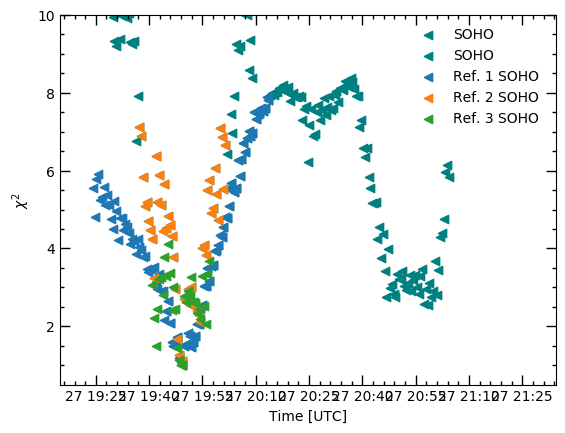 10
8
6
4
2
χ²
SOHO
SOHO
Ref. 1 SOHO
Ref. 2 SOHO
Ref. 3 SOHO
27 19:25 27 19:40 27 19:55 27 20:10 27 20:25 27 20:40 27 20:55 27 21:10 27 21:25
Time [UTC]